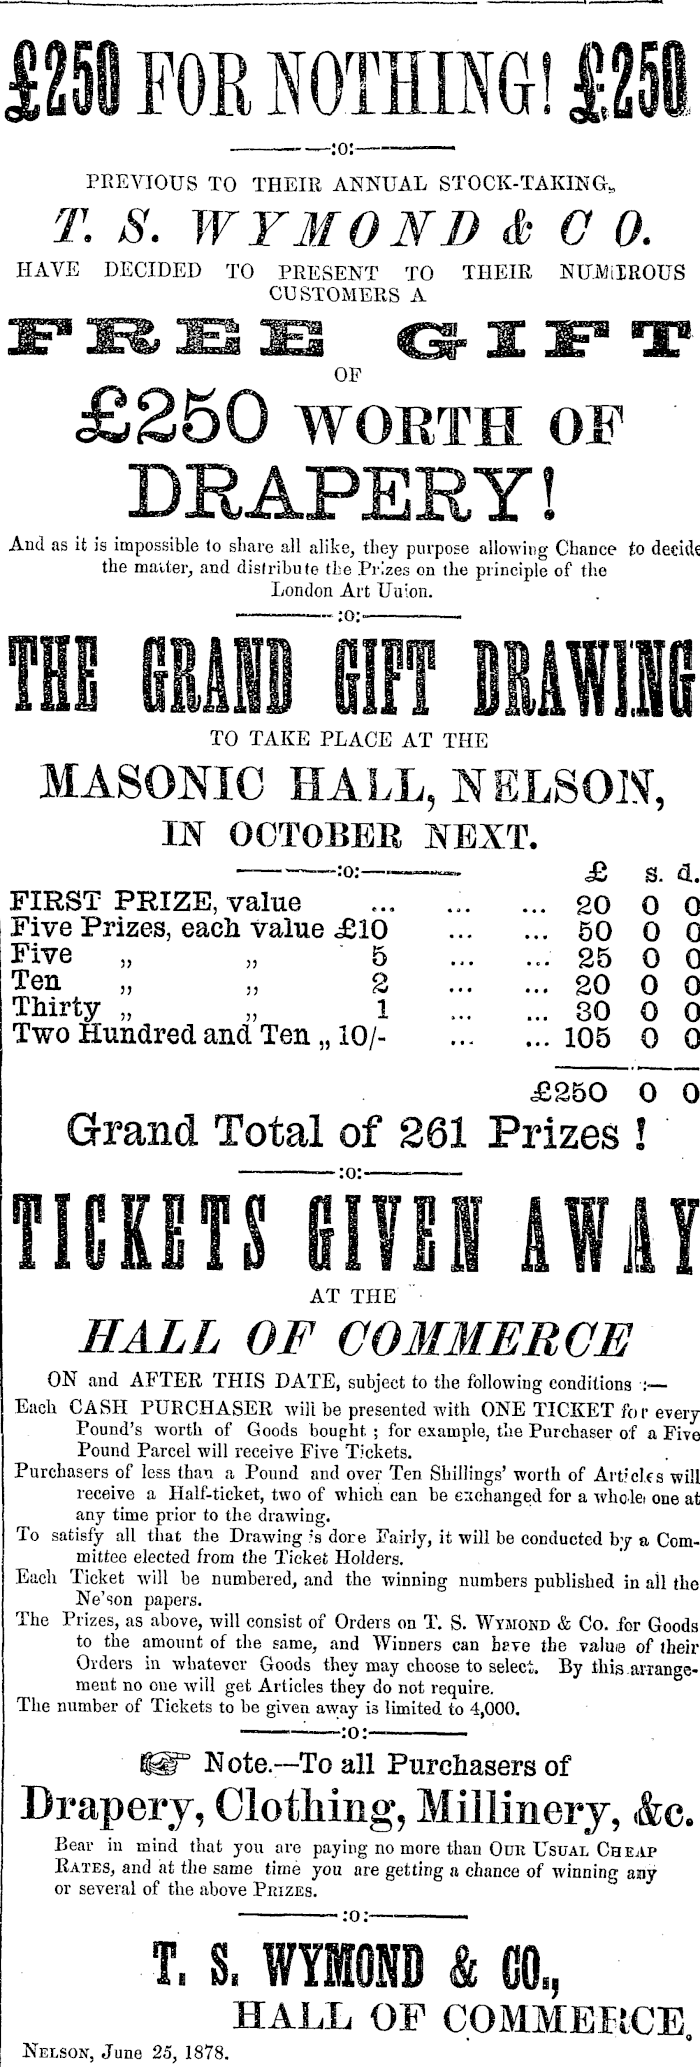 £250 FOR NOTHING! £250
—:o:—
PREVIOUS TO THEIR ANNUAL STOCK-TAKING,
T. S. WYMOND & CO.
HAVE DECIDED TO PRESENT TO THEIR NUMEROUS
CUSTOMERS A
FREE GIFT
OF
£250 WORTH OF
DRAPERY!
And as it is impossible to share all alike, they purpose allowing Chance to decide
the matter, and distribute the Prizes on the principle of the
London Art Union.
—:o:—
THE GRAND GIFT DRAWING
TO TAKE PLACE AT THE
MASONIC HALL, NELSON,
IN OCTOBER NEXT.
—:o:— £ s. d.
FIRST PRIZE, value ... ... ... 20 0 0
Five Prizes, each value £10 ... ... 50 0 0
Five „ „ 5 ... ... 25 0 0
Ten „ „ 2 ... ... 20 0 0
Thirty „ „ 1 ... ... 30 0 0
Two Hundred and Ten „ 10/- ... ... 105 0 0
£250 0 0
Grand Total of 261 Prizes!
—:o:—
TICKETS GIVEN AWAY
AT THE
HALL OF COMMERCE
ON and AFTER THIS DATE, subject to the following conditions :—
Each CASH PURCHASER will be presented with ONE TICKET for every
Pound's worth of Goods bought; for example, the Purchaser of a Five
Pound Parcel will receive Five Tickets.
Purchasers of less than a Pound and over Ten Shillings' worth of Articles will
receive a Half-ticket, two of which can be exchanged for a whole one at
any time prior to the drawing.
To satisfy all that the Drawing is done Fairly, it will be conducted by a Com-
mittee elected from the Ticket Holders.
Each Ticket will be numbered, and the winning numbers published in all the
Nelson papers.
The Prizes, as above, will consist of Orders on T. S. WYMOND & Co. for Goods
to the amount of the same, and Winners can have the value of their
Orders in whatever Goods they may choose to select. By this arrange-
ment no one will get Articles they do not require.
The number of Tickets to be given away is limited to 4,000.
—:o:—
☞ Note.—To all Purchasers of
Drapery, Clothing, Millinery, &c.
Bear in mind that you are paying no more than OUR USUAL CHEAP
RATES, and at the same time you are getting a chance of winning any
or several of the above PRIZES.
—:o:—
T. S. WYMOND & CO.,
HALL OF COMMERCE.
NELSON, June 25, 1878.